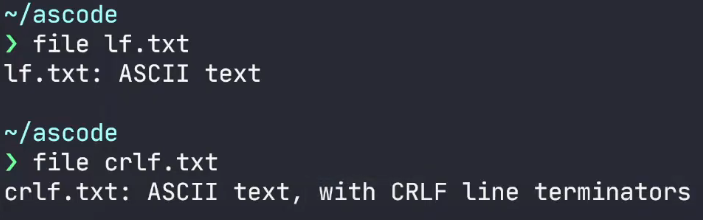 ~/ascode
❯ file lf.txt
lf.txt: ASCII text
~/ascode
❯ file crlf.txt
crlf.txt: ASCII text, with CRLF line terminators